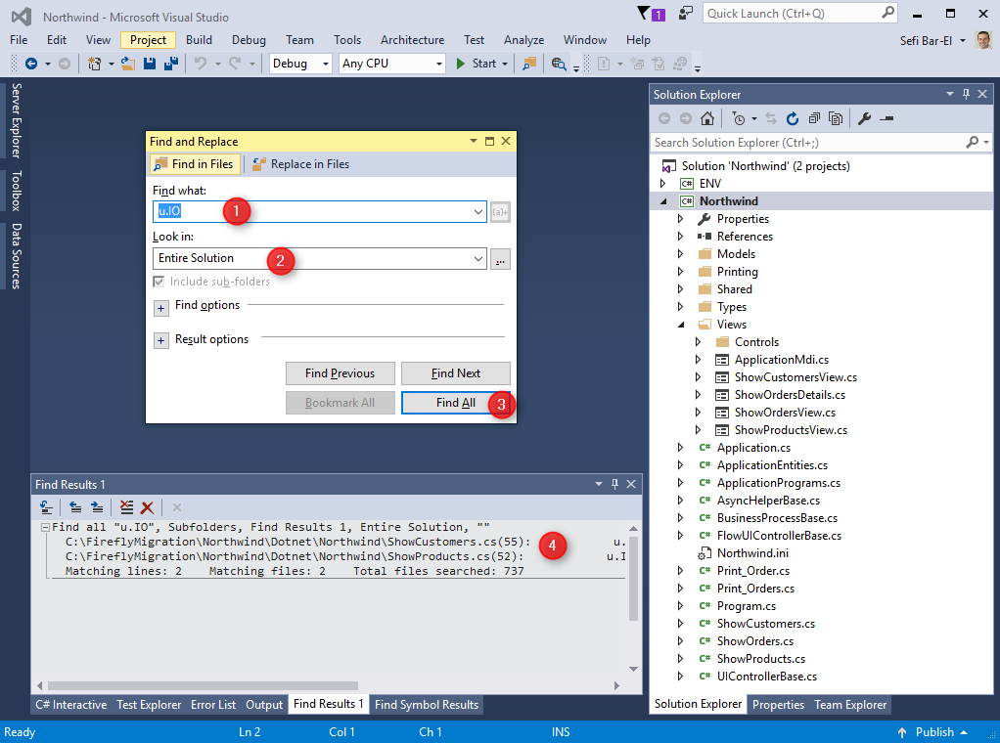 Northwind - Microsoft Visual Studio
1
Quick Launch (Ctrl+Q)
File Edit View Project Build Debug Team Tools Architecture Test Analyze Window Help
Sefi Bar-El
Debug Any CPU Start
Server Explorer
Toolbox
Data Sources
Find and Replace
Find in Files Replace in Files
Find what:
u.IO 1
(a)+
Look in:
Entire Solution 2
...
Include sub-folders
+ Find options
+ Result options
Find Previous Find Next
Bookmark All Find All 3
Find Results 1
Find all "u.IO", Subfolders, Find Results 1, Entire Solution, ""
C:\FireflyMigration\Northwind\Dotnet\Northwind\ShowCustomers.cs(55): u.
C:\FireflyMigration\Northwind\Dotnet\Northwind\ShowProducts.cs(52): u.I
Matching lines: 2 Matching files: 2 Total files searched: 737
4
C# Interactive Test Explorer Error List Output Find Results 1 Find Symbol Results
Solution Explorer
Search Solution Explorer (Ctrl+;)
Solution 'Northwind' (2 projects)
C# ENV
C# Northwind
Properties
References
Models
Printing
Shared
Types
Views
Controls
ApplicationMdi.cs
ShowCustomersView.cs
ShowOrdersDetails.cs
ShowOrdersView.cs
ShowProductsView.cs
C# Application.cs
C# ApplicationEntities.cs
C# ApplicationPrograms.cs
C# AsyncHelperBase.cs
C# BusinessProcessBase.cs
C# FlowUIControllerBase.cs
Northwind.ini
C# Print_Order.cs
C# Print_Orders.cs
C# Program.cs
C# ShowCustomers.cs
C# ShowOrders.cs
C# ShowProducts.cs
C# UIControllerBase.cs
Solution Explorer Properties Team Explorer
Ready Ln 2 Col 1 Ch 1 INS Publish